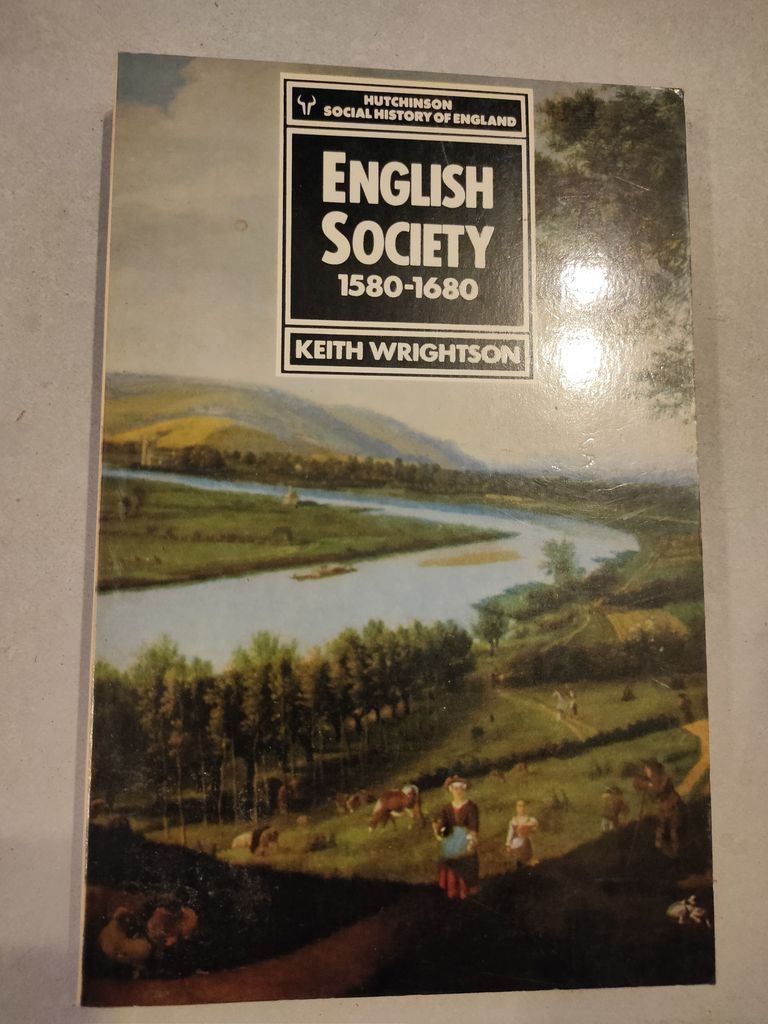 HUTCHINSON
SOCIAL HISTORY OF ENGLAND
ENGLISH
SOCIETY
1580-1680
KEITH WRIGHTSON